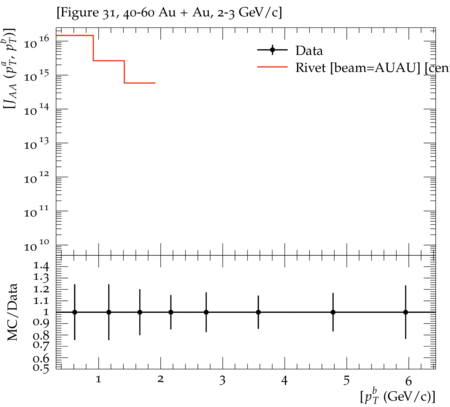 [Figure 31, 40-60 Au + Au, 2-3 GeV/c]
[J_AA (p_T^a, p_T^b)]
10^16
10^15
10^14
10^13
10^12
10^11
10^10
Data
Rivet [beam=AUAU] [cen
MC/Data
1.4
1.3
1.2
1.1
1
0.9
0.8
0.7
0.6
0.5
1 2 3 4 5 6
[p_T^b (GeV/c)]